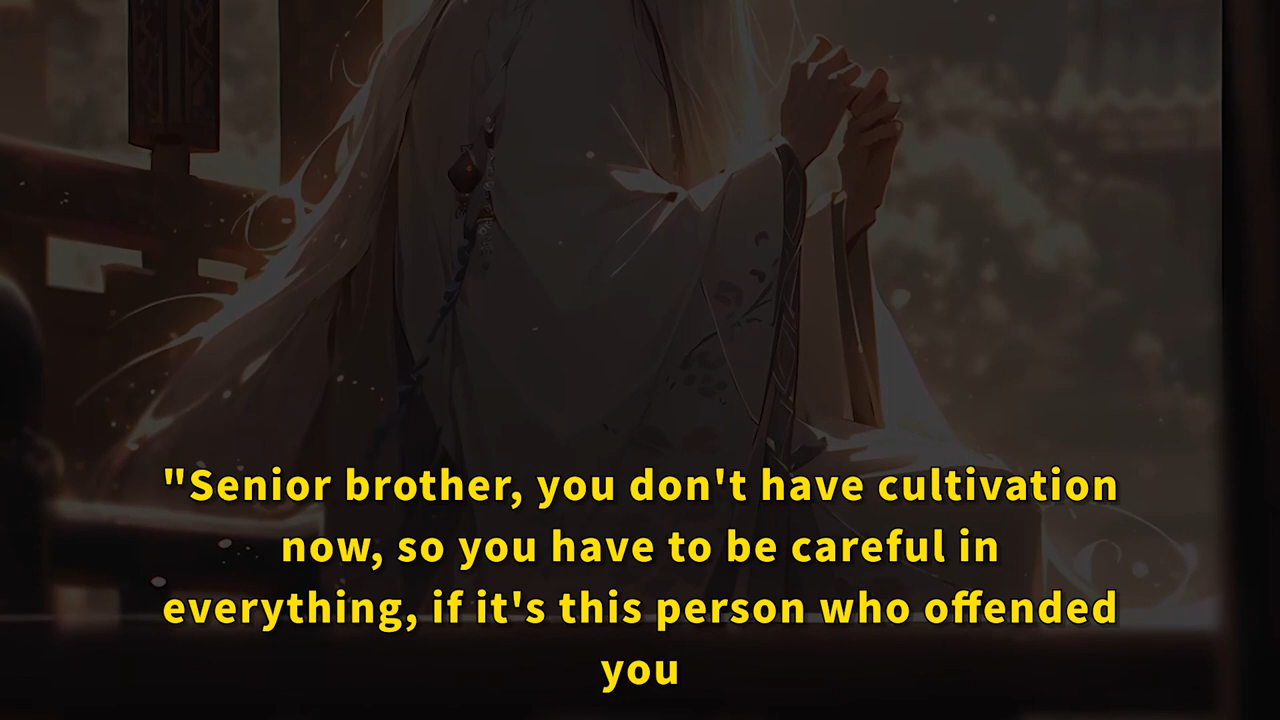 "Senior brother, you don't have cultivation
now, so you have to be careful in
everything, if it's this person who offended
you